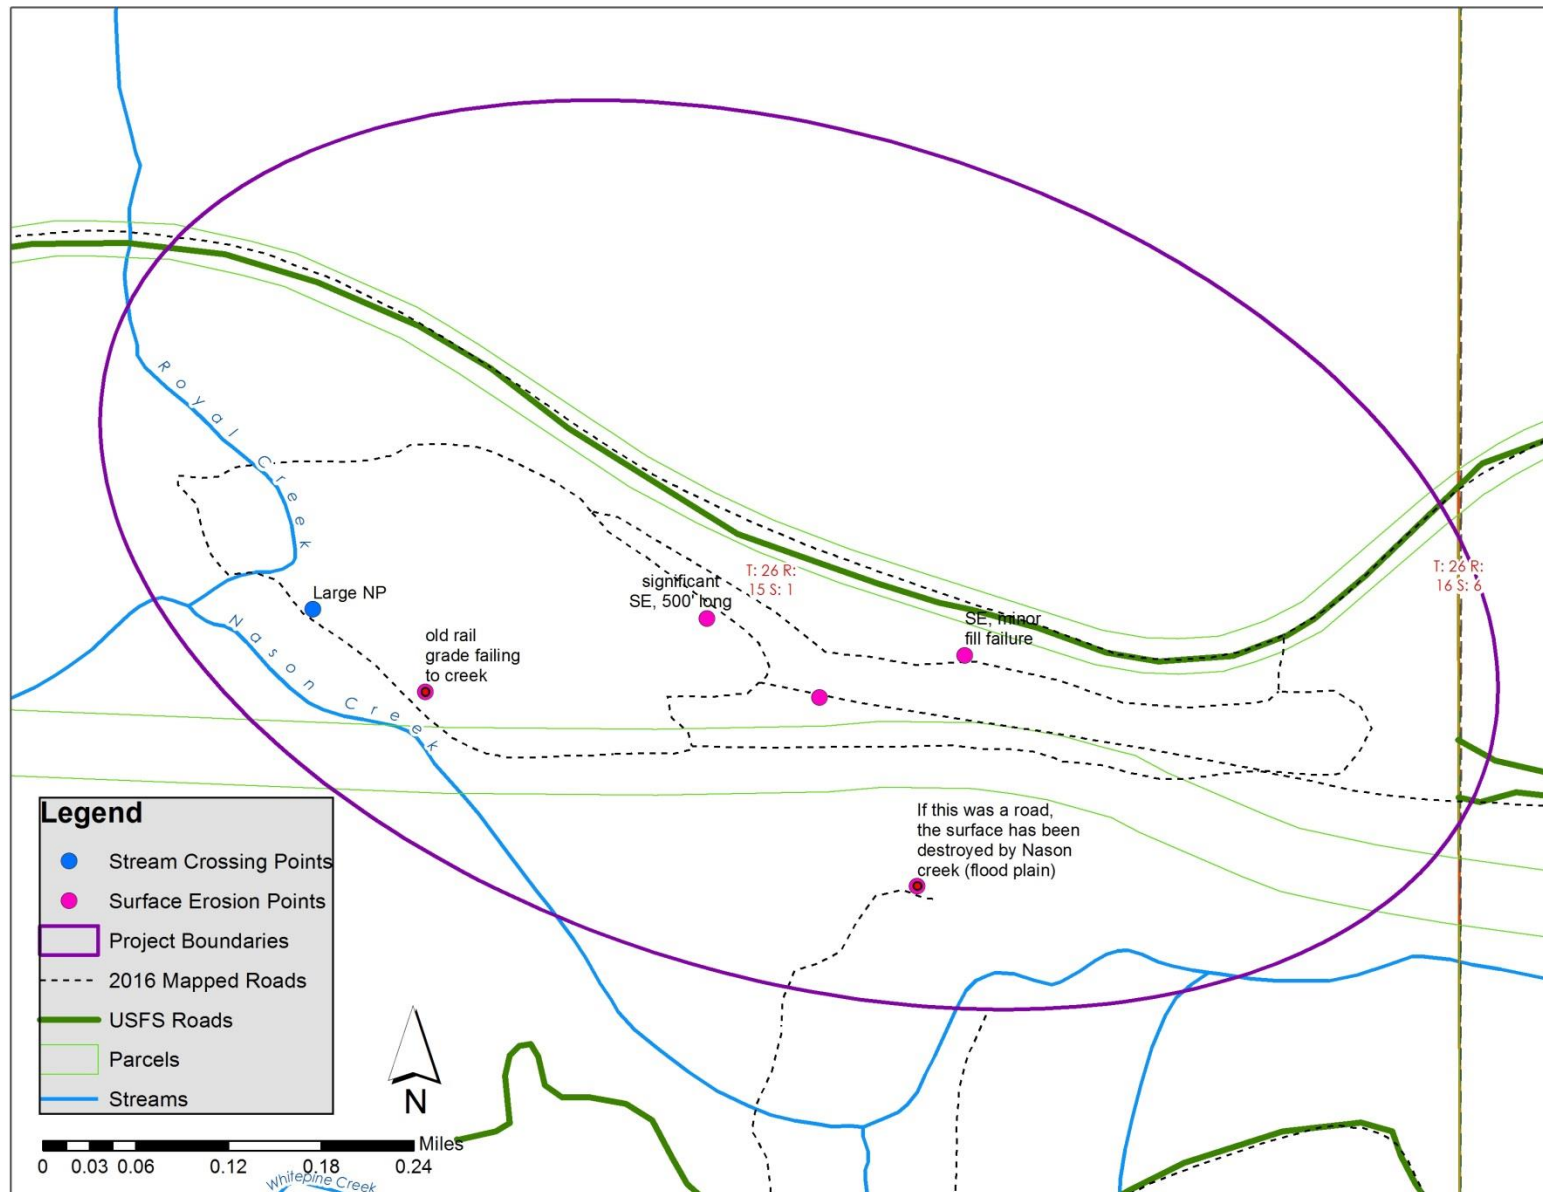 Royal Creek
Large NP
Nason Creek
old rail
grade failing
to creek
significant
SE, 500' long
T: 26 R:
15 S: 1
SE, minor
fill failure
T: 26 R:
16 S: 6
If this was a road,
the surface has been
destroyed by Nason
creek (flood plain)
Legend
Stream Crossing Points
Surface Erosion Points
Project Boundaries
2016 Mapped Roads
USFS Roads
Parcels
Streams
N
Miles
0 0.03 0.06 0.12 0.18 0.24
Whitepine Creek